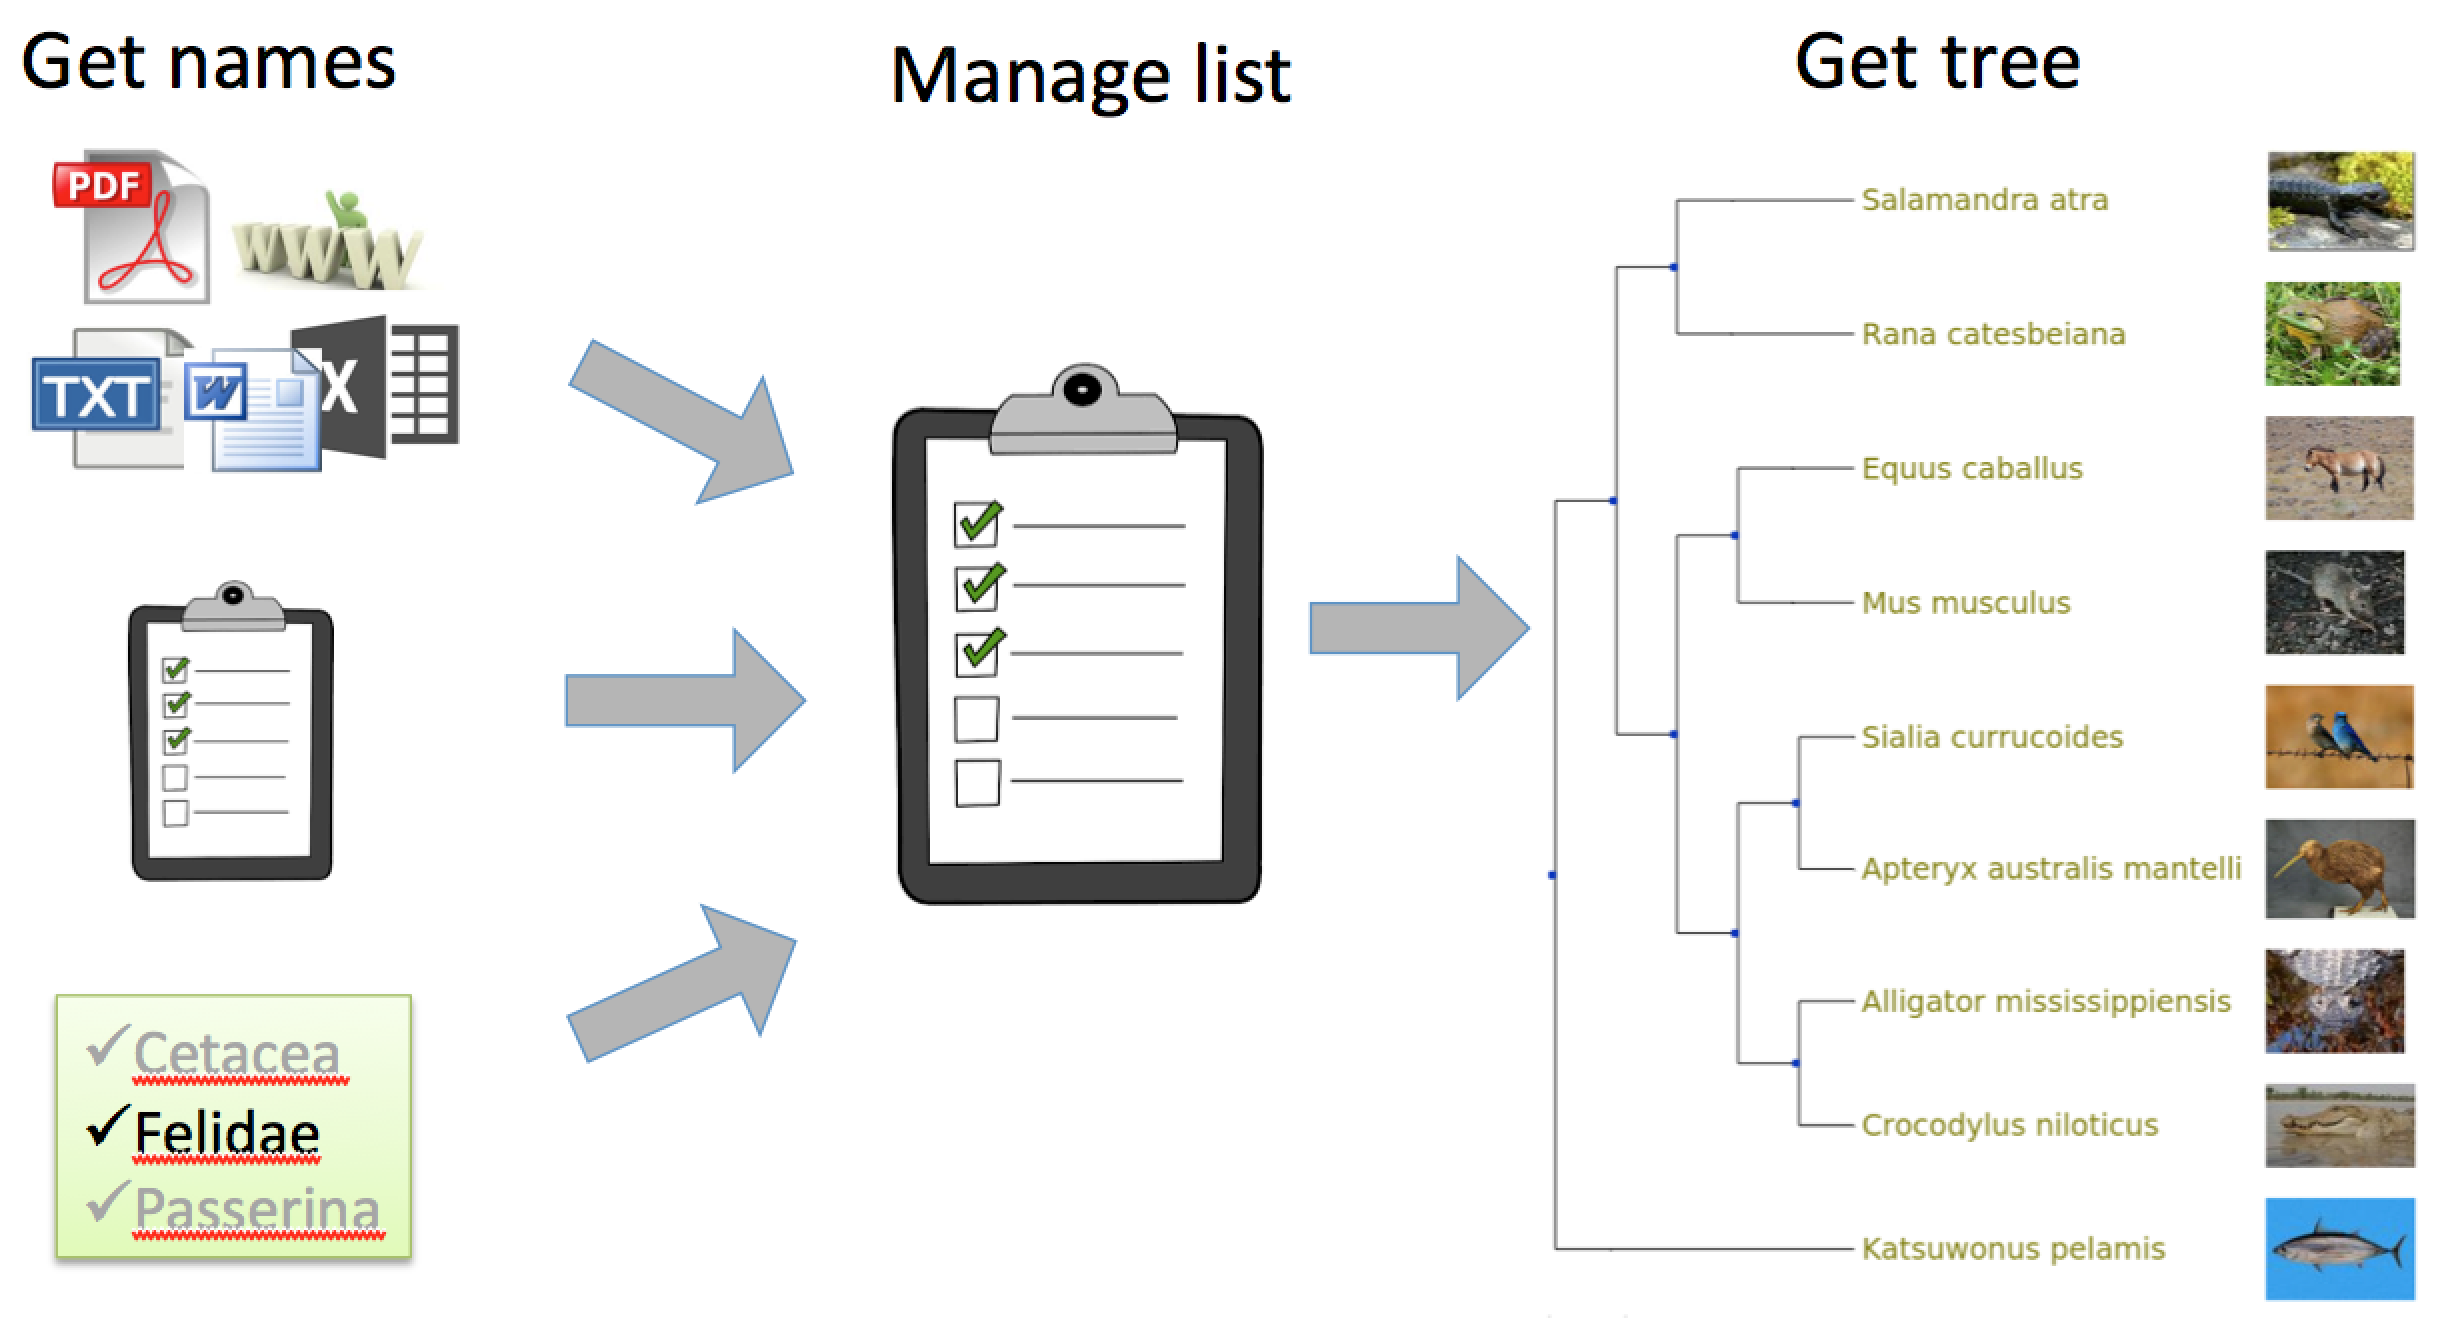 Get names
PDF
WWW
TXT
W
X
✓Cetacea
✓Felidae
✓Passerina
Manage list
Get tree
Salamandra atra
Rana catesbeiana
Equus caballus
Mus musculus
Sialia currucoides
Apteryx australis mantelli
Alligator mississippiensis
Crocodylus niloticus
Katsuwonus pelamis